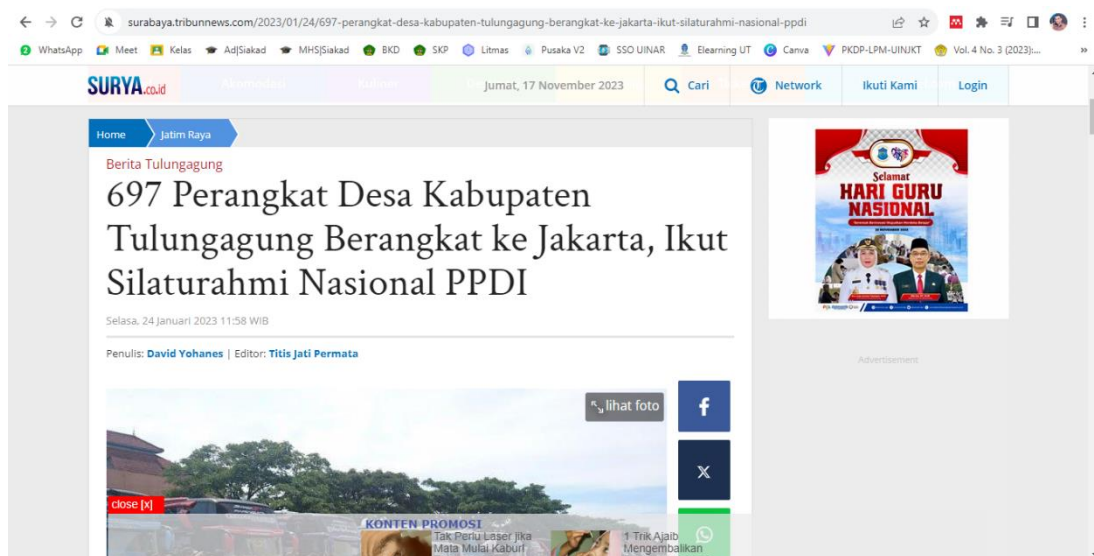 surabaya.tribunnews.com/2023/01/24/697-perangkat-desa-kabupaten-tulungagung-berangkat-ke-jakarta-ikut-silaturahmi-nasional-ppdi
WhatsApp Meet Kelas AdJSiakad MHSJSiakad BKD SKP Litmas Pusaka V2 SSO UINAR Elearning UT Canva PKDP-LPM-UINJKT Vol. 4 No. 3 (2023):... »
SURYA.co.id Jumat, 17 November 2023 Cari Network Ikuti Kami Login
Home Jatim Raya
Berita Tulungagung
697 Perangkat Desa Kabupaten
Tulungagung Berangkat ke Jakarta, Ikut
Silaturahmi Nasional PPDI
Selasa, 24 Januari 2023 11:58 WIB
Penulis: David Yohanes | Editor: Titis Jati Permata
lihat foto
close [x]
KONTEN PROMOSI
Tak Perlu Laser Jika
Mata Mulai Kabur!
1 Trik Ajaib
Mengembalikan
Selamat
HARI GURU
NASIONAL
Advertisement